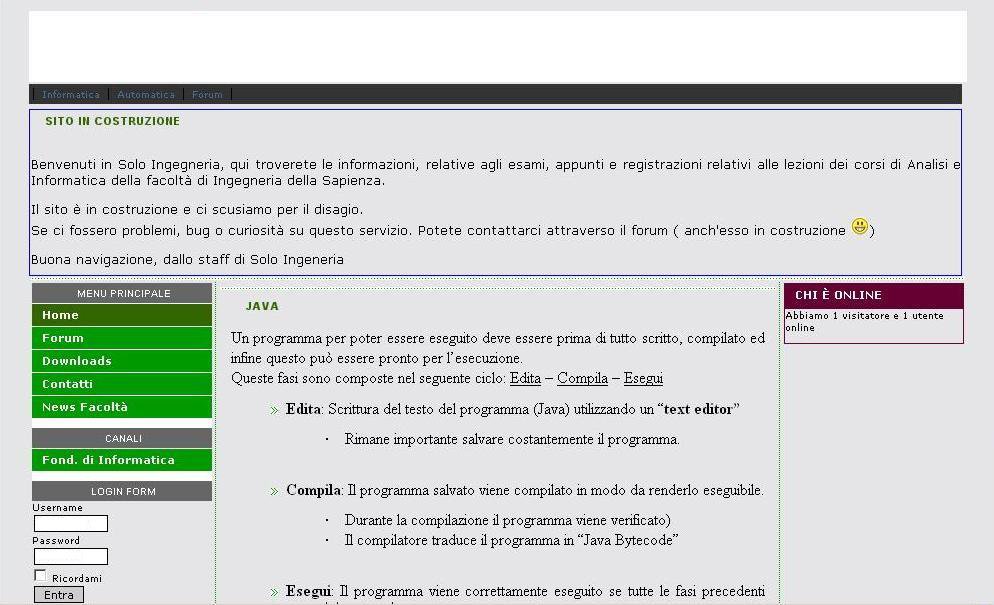 Informatica | Automatica | Forum |
SITO IN COSTRUZIONE
Benvenuti in Solo Ingegneria, qui troverete le informazioni, relative agli esami, appunti e registrazioni relativi alle lezioni dei corsi di Analisi e
Informatica della facoltà di Ingegneria della Sapienza.
Il sito è in costruzione e ci scusiamo per il disagio.
Se ci fossero problemi, bug o curiosità su questo servizio. Potete contattarci attraverso il forum ( anch'esso in costruzione )
Buona navigazione, dallo staff di Solo Ingeneria
MENU PRINCIPALE
Home
Forum
Downloads
Contatti
News Facoltà
CANALI
Fond. di Informatica
LOGIN FORM
Username
Password
Ricordami
Entra
JAVA
Un programma per poter essere eseguito deve essere prima di tutto scritto, compilato ed
infine questo può essere pronto per l'esecuzione.
Queste fasi sono composte nel seguente ciclo: Edita – Compila – Esegui
» Edita: Scrittura del testo del programma (Java) utilizzando un “text editor”
· Rimane importante salvare costantemente il programma.
» Compila: Il programma salvato viene compilato in modo da renderlo eseguibile.
· Durante la compilazione il programma viene verificato)
· Il compilatore traduce il programma in “Java Bytecode”
» Esegui: Il programma viene correttamente eseguito se tutte le fasi precedenti
CHI È ONLINE
Abbiamo 1 visitatore e 1 utente
online